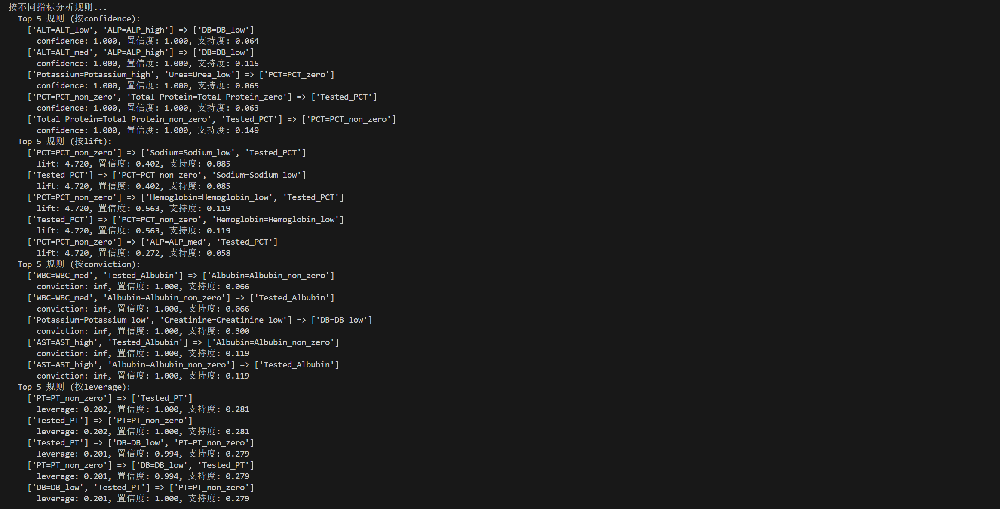 按不同指标分析规则...
Top 5 规则 (按confidence):
['ALT=ALT_low', 'ALP=ALP_high'] => ['DB=DB_low']
confidence: 1.000, 置信度: 1.000, 支持度: 0.064
['ALT=ALT_med', 'ALP=ALP_high'] => ['DB=DB_low']
confidence: 1.000, 置信度: 1.000, 支持度: 0.115
['Potassium=Potassium_high', 'Urea=Urea_low'] => ['PCT=PCT_zero']
confidence: 1.000, 置信度: 1.000, 支持度: 0.065
['PCT=PCT_non_zero', 'Total Protein=Total Protein_zero'] => ['Tested_PCT']
confidence: 1.000, 置信度: 1.000, 支持度: 0.063
['Total Protein=Total Protein_non_zero', 'Tested_PCT'] => ['PCT=PCT_non_zero']
confidence: 1.000, 置信度: 1.000, 支持度: 0.149
Top 5 规则 (按lift):
['PCT=PCT_non_zero'] => ['Sodium=Sodium_low', 'Tested_PCT']
lift: 4.720, 置信度: 0.402, 支持度: 0.085
['Tested_PCT'] => ['PCT=PCT_non_zero', 'Sodium=Sodium_low']
lift: 4.720, 置信度: 0.402, 支持度: 0.085
['PCT=PCT_non_zero'] => ['Hemoglobin=Hemoglobin_low', 'Tested_PCT']
lift: 4.720, 置信度: 0.563, 支持度: 0.119
['Tested_PCT'] => ['PCT=PCT_non_zero', 'Hemoglobin=Hemoglobin_low']
lift: 4.720, 置信度: 0.563, 支持度: 0.119
['PCT=PCT_non_zero'] => ['ALP=ALP_med', 'Tested_PCT']
lift: 4.720, 置信度: 0.272, 支持度: 0.058
Top 5 规则 (按conviction):
['WBC=WBC_med', 'Tested_Albubin'] => ['Albubin=Albubin_non_zero']
conviction: inf, 置信度: 1.000, 支持度: 0.066
['WBC=WBC_med', 'Albubin=Albubin_non_zero'] => ['Tested_Albubin']
conviction: inf, 置信度: 1.000, 支持度: 0.066
['Potassium=Potassium_low', 'Creatinine=Creatinine_low'] => ['DB=DB_low']
conviction: inf, 置信度: 1.000, 支持度: 0.300
['AST=AST_high', 'Tested_Albubin'] => ['Albubin=Albubin_non_zero']
conviction: inf, 置信度: 1.000, 支持度: 0.119
['AST=AST_high', 'Albubin=Albubin_non_zero'] => ['Tested_Albubin']
conviction: inf, 置信度: 1.000, 支持度: 0.119
Top 5 规则 (按leverage):
['PT=PT_non_zero'] => ['Tested_PT']
leverage: 0.202, 置信度: 1.000, 支持度: 0.281
['Tested_PT'] => ['PT=PT_non_zero']
leverage: 0.202, 置信度: 1.000, 支持度: 0.281
['Tested_PT'] => ['DB=DB_low', 'PT=PT_non_zero']
leverage: 0.201, 置信度: 0.994, 支持度: 0.279
['PT=PT_non_zero'] => ['DB=DB_low', 'Tested_PT']
leverage: 0.201, 置信度: 0.994, 支持度: 0.279
['DB=DB_low', 'Tested_PT'] => ['PT=PT_non_zero']
leverage: 0.201, 置信度: 1.000, 支持度: 0.279